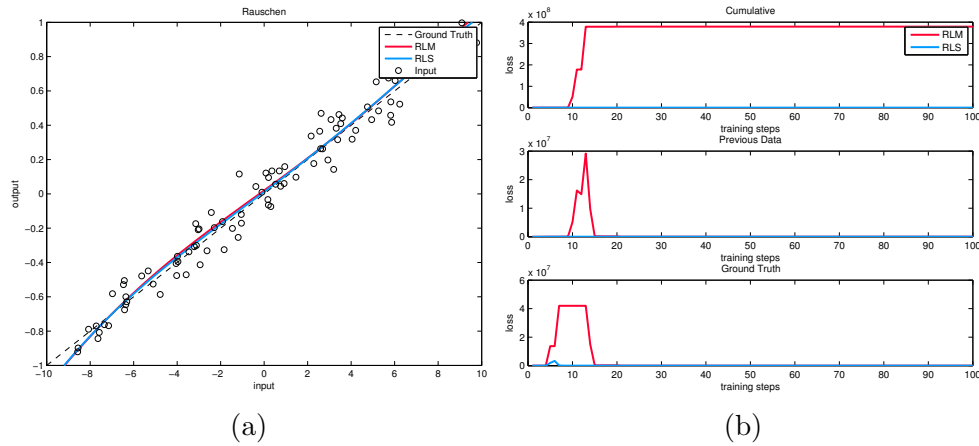 Rauschen
1
0.8
0.6
0.4
0.2
0
−0.2
−0.4
−0.6
−0.8
−1
output
−10 −8 −6 −4 −2 0 2 4 6 8 10
input
Ground Truth
RLM
RLS
Input
(a)
Cumulative
x 10^8
4
3
2
1
0
loss
0 10 20 30 40 50 60 70 80 90 100
training steps
RLM
RLS
Previous Data
x 10^7
3
2
1
0
loss
0 10 20 30 40 50 60 70 80 90 100
training steps
Ground Truth
x 10^7
6
4
2
0
loss
0 10 20 30 40 50 60 70 80 90 100
training steps
(b)